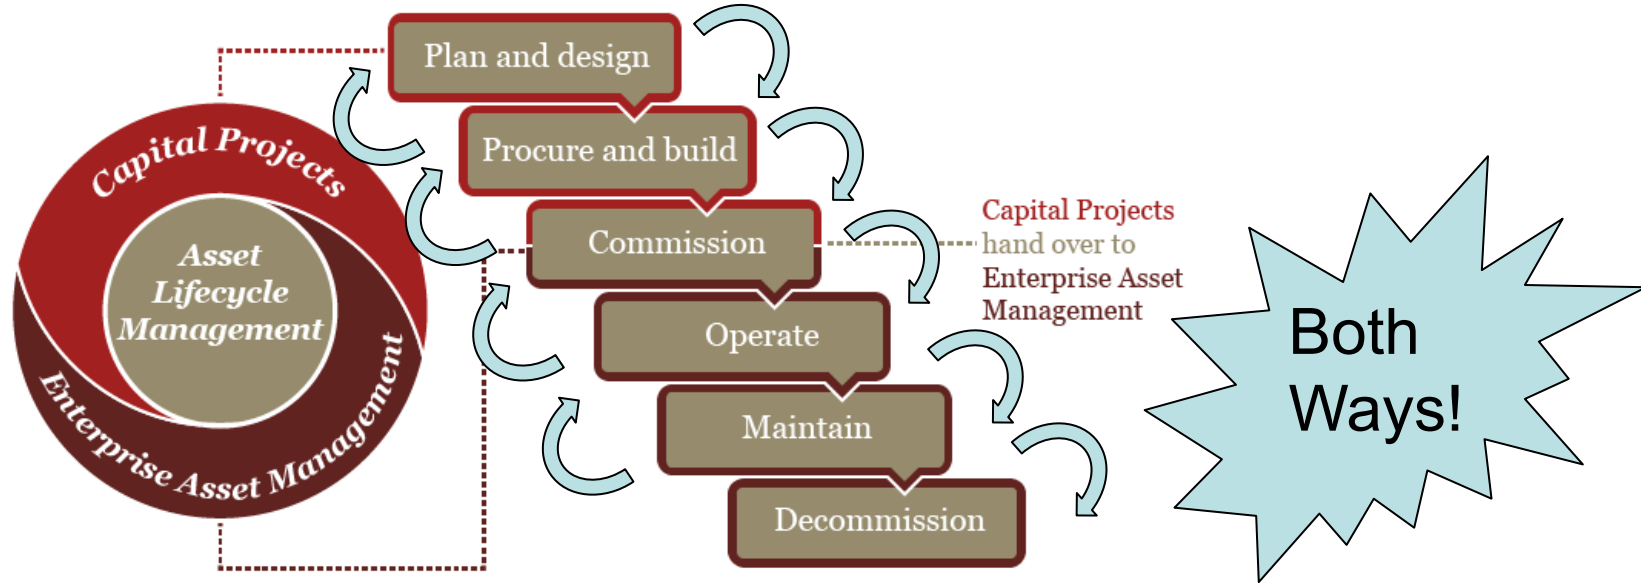 Capital Projects
Asset
Lifecycle
Management
Enterprise Asset Management
Plan and design
Procure and build
Commission
Operate
Maintain
Decommission
Capital Projects
hand over to
Enterprise Asset
Management
Both
Ways!